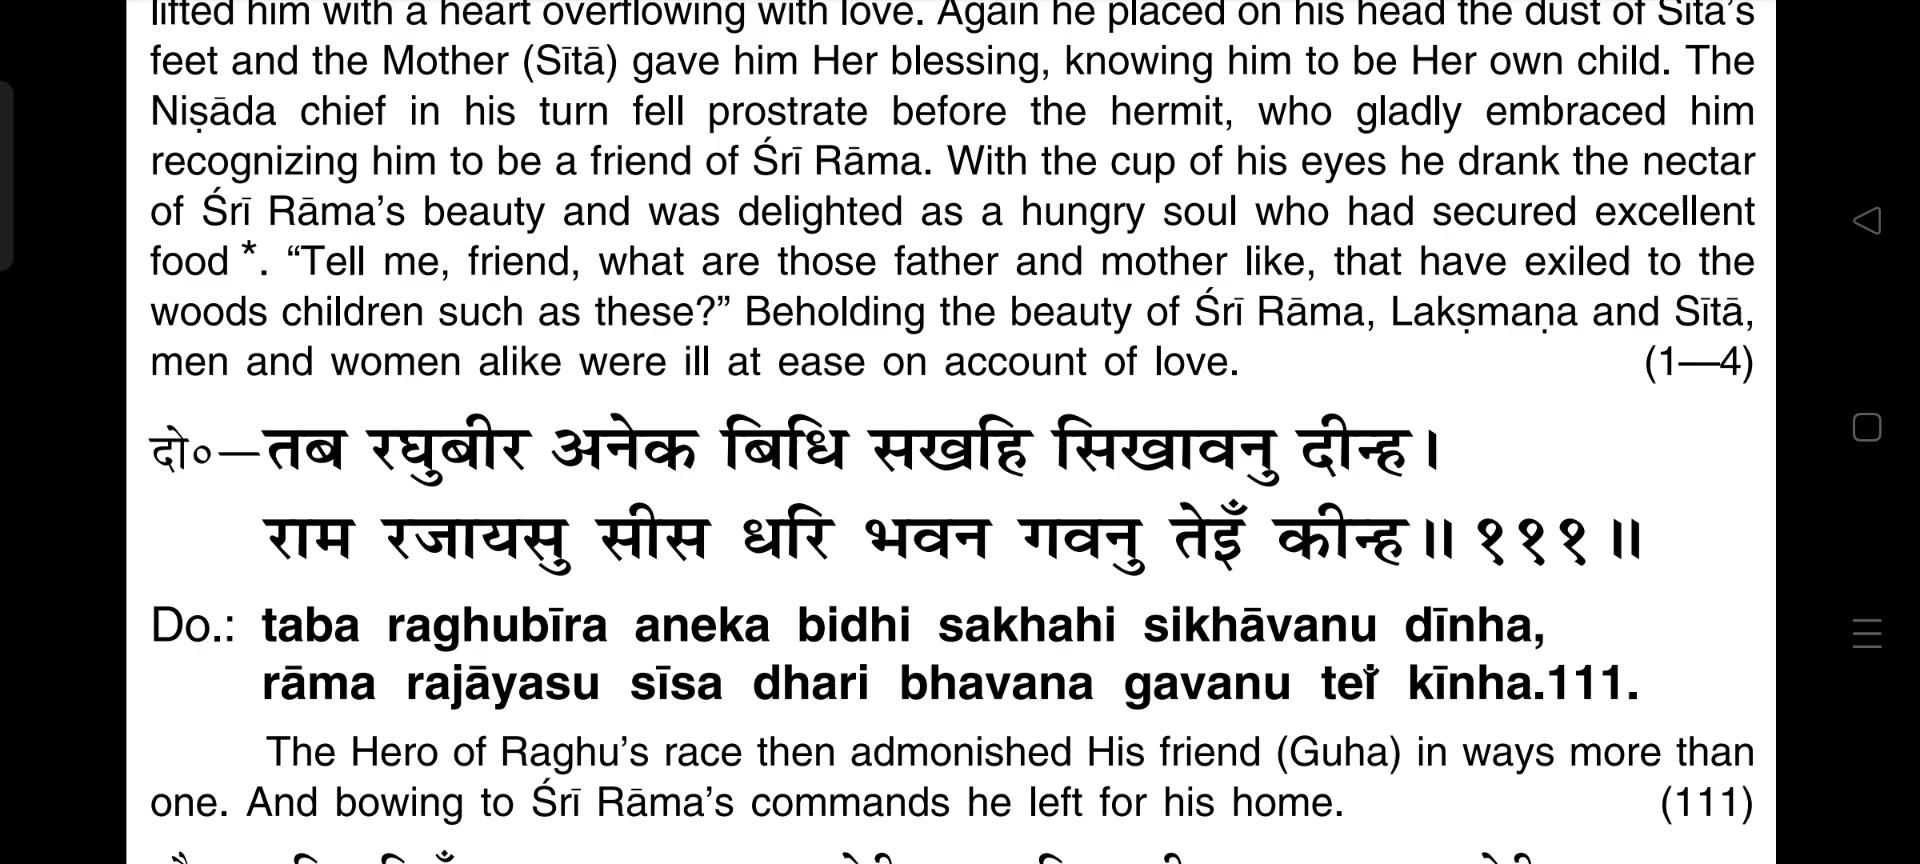 lifted him with a heart overflowing with love. Again he placed on his head the dust of Sītā’s
feet and the Mother (Sītā) gave him Her blessing, knowing him to be Her own child. The
Niṣāda chief in his turn fell prostrate before the hermit, who gladly embraced him
recognizing him to be a friend of Śrī Rāma. With the cup of his eyes he drank the nectar
of Śrī Rāma’s beauty and was delighted as a hungry soul who had secured excellent
food *. “Tell me, friend, what are those father and mother like, that have exiled to the
woods children such as these?” Beholding the beauty of Śrī Rāma, Lakṣmaṇa and Sītā,
men and women alike were ill at ease on account of love. (1—4)
दो०—तब रघुबीर अनेक बिधि सखहि सिखावनु दीन्ह।
राम रजायसु सीस धरि भवन गवनु तेइँ कीन्ह॥ १११॥
Do.: taba raghubīra aneka bidhi sakhahi sikhāvanu dīnha,
rāma rajāyasu sīsa dhari bhavana gavanu teiṁ̐ kīnha.111.
The Hero of Raghu’s race then admonished His friend (Guha) in ways more than
one. And bowing to Śrī Rāma’s commands he left for his home. (111)